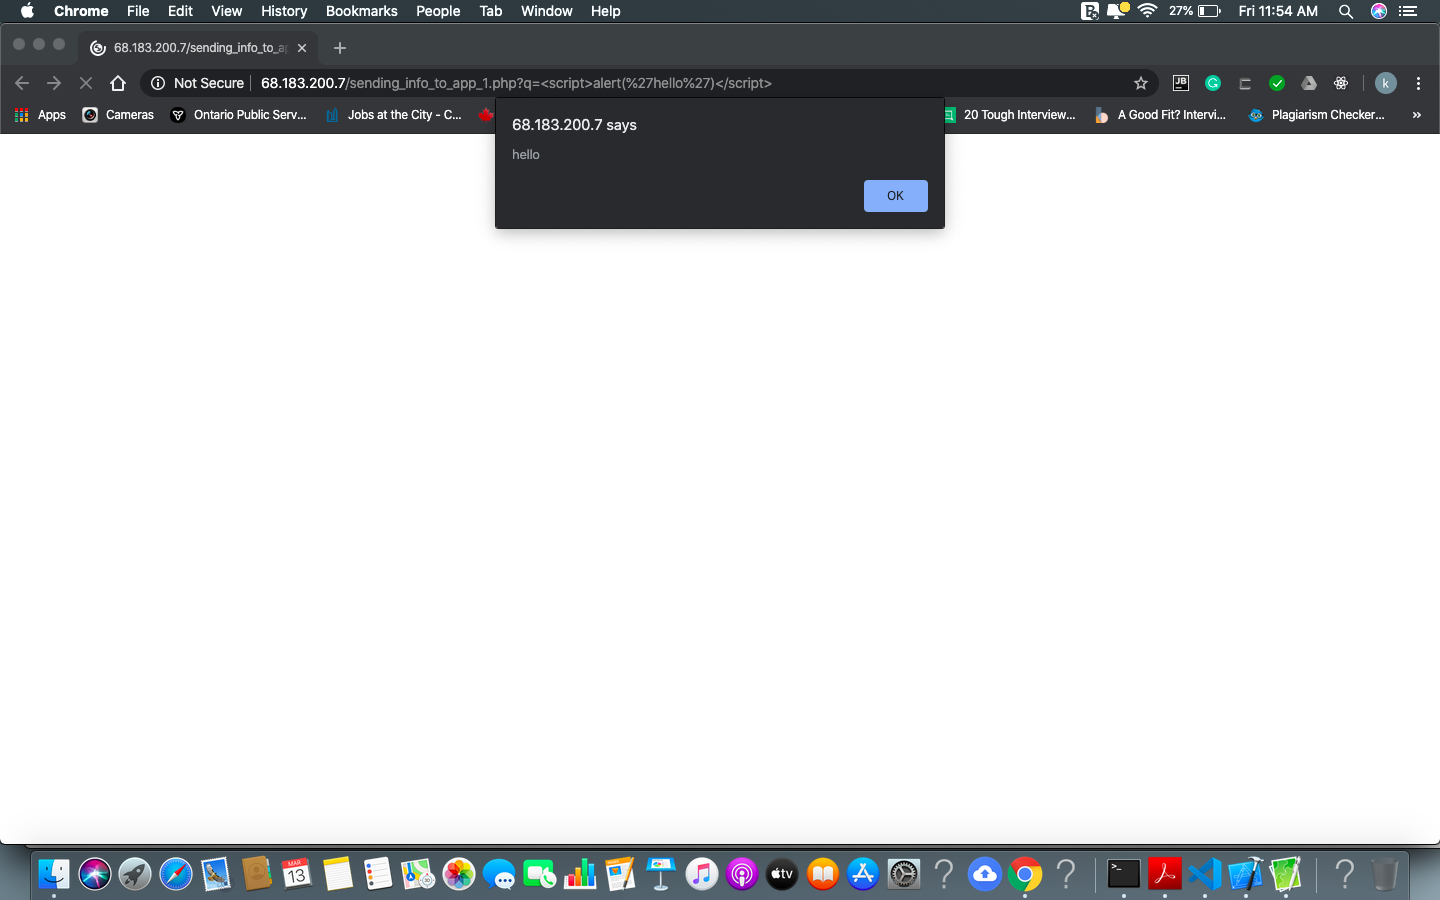 Chrome File Edit View History Bookmarks People Tab Window Help 27% Fri 11:54 AM
68.183.200.7/sending_info_to_a
Not Secure 68.183.200.7/sending_info_to_app_1.php?q=<script>alert(%27hello%27)</script> JB k
Apps Cameras Ontario Public Serv... Jobs at the City - C... 20 Tough Interview... A Good Fit? Intervi... Plagiarism Checker... »
68.183.200.7 says
hello
OK
MAR
13
tv